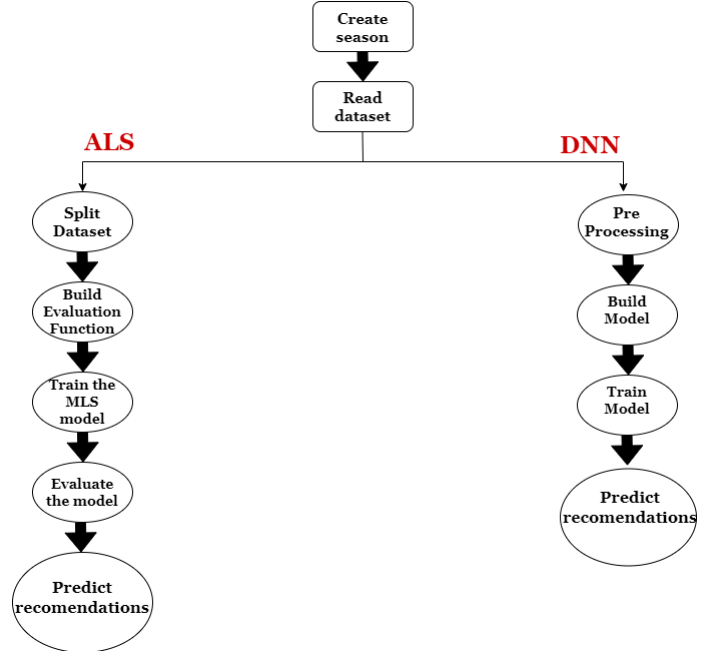 Create
season
Read
dataset
ALS
DNN
Split
Dataset
Build
Evaluation
Function
Train the
MLS
model
Evaluate
the model
Predict
recomendations
Pre
Processing
Build
Model
Train
Model
Predict
recomendations